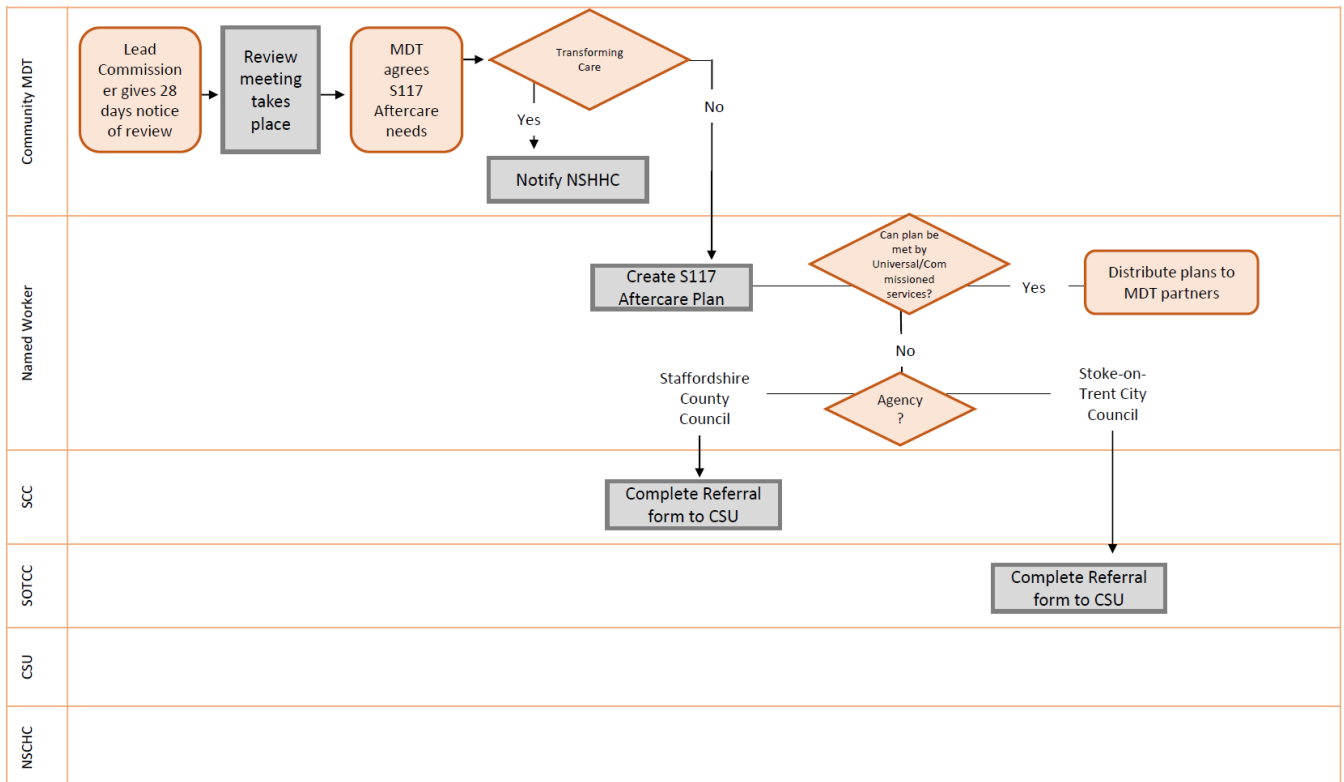 Community MDT
Lead
Commission
er gives 28
days notice
of review
Review
meeting
takes
place
MDT
agrees
S117
Aftercare
needs
Transforming
Care
Yes
No
Notify NSHHC
Named Worker
Create S117
Aftercare Plan
Can plan be
met by
Universal/Com
missioned
services?
Yes
Distribute plans to
MDT partners
No
Agency
?
Staffordshire
County
Council
Stoke-on-
Trent City
Council
SCC
Complete Referral
form to CSU
SOTCC
Complete Referral
form to CSU
CSU
NSCHC